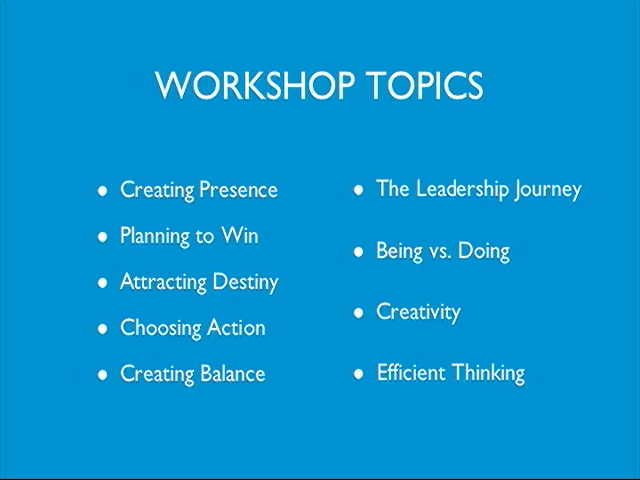 WORKSHOP TOPICS
• Creating Presence
• Planning to Win
• Attracting Destiny
• Choosing Action
• Creating Balance
• The Leadership Journey
• Being vs. Doing
• Creativity
• Efficient Thinking